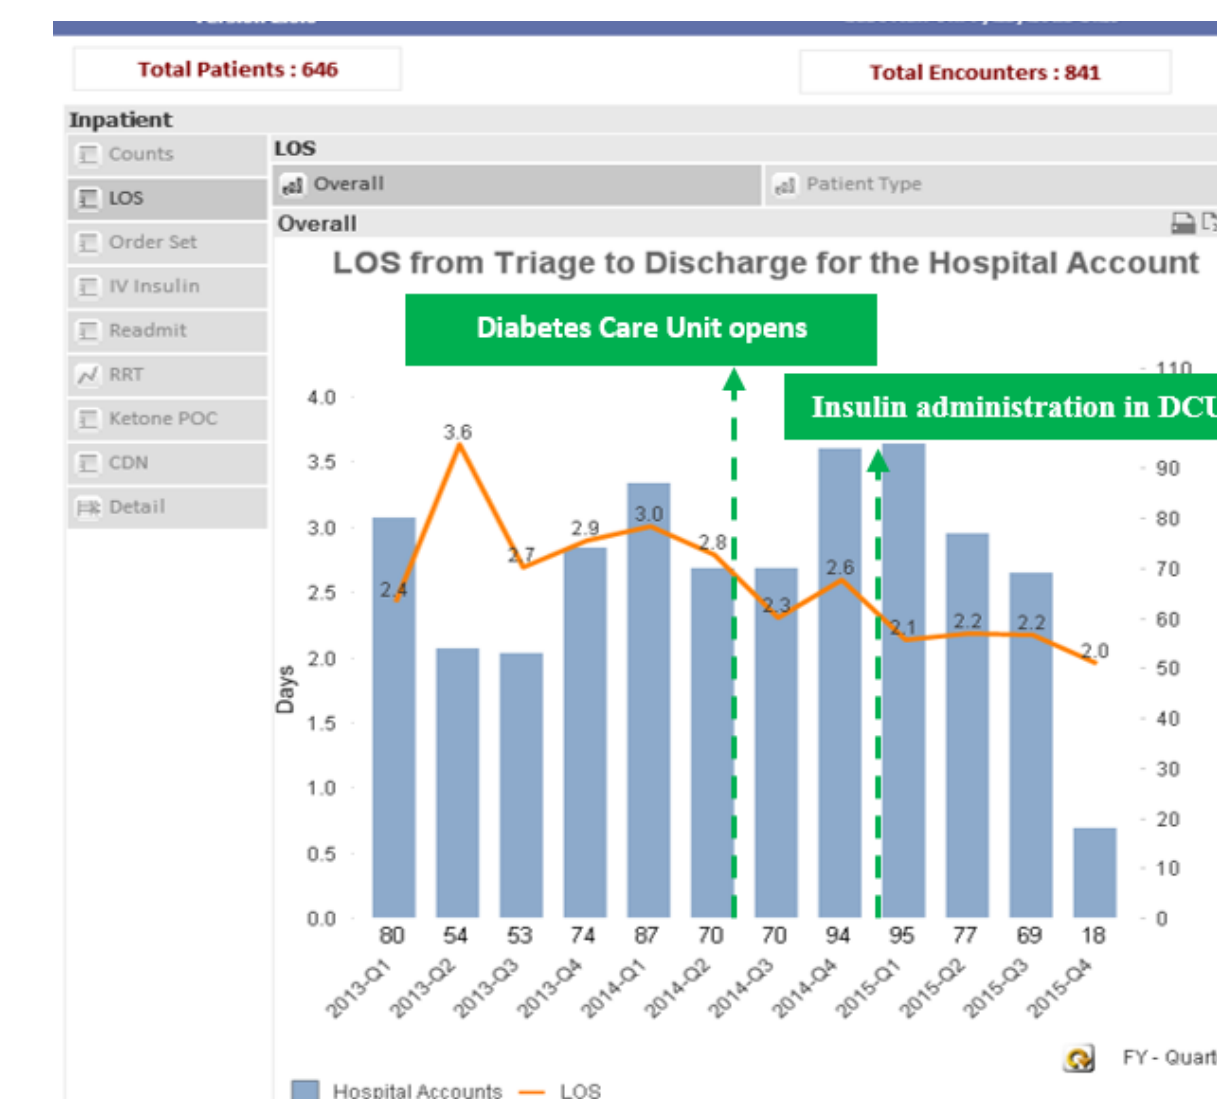 Total Patients : 646
Total Encounters : 841
Inpatient
Counts
LOS
Order Set
IV Insulin
Readmit
RRT
Ketone POC
CDN
Detail
LOS
Overall
Patient Type
Overall
LOS from Triage to Discharge for the Hospital Account
Diabetes Care Unit opens
Insulin administration in DCU
4.0
3.5
3.0
2.5
2.0
1.5
1.0
0.5
0.0
Days
2.4
3.6
2.7
2.9
3.0
2.8
2.3
2.6
2.1
2.2
2.2
2.0
110
90
80
70
60
50
40
30
20
10
0
80 54 53 74 87 70 70 94 95 77 69 18
2013-Q1 2013-Q2 2013-Q3 2013-Q4 2014-Q1 2014-Q2 2014-Q3 2014-Q4 2015-Q1 2015-Q2 2015-Q3 2015-Q4
FY - Quart
Hospital Accounts LOS